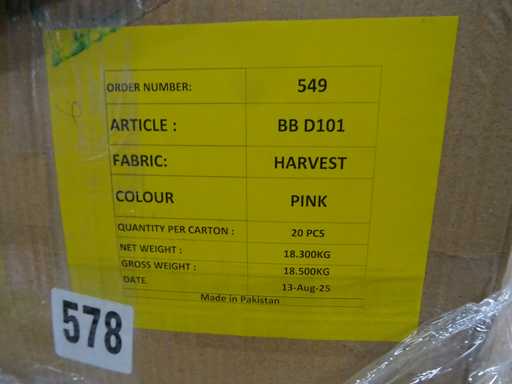 ORDER NUMBER: 549
ARTICLE : BB D101
FABRIC: HARVEST
COLOUR PINK
QUANTITY PER CARTON : 20 PCS
NET WEIGHT : 18.300KG
GROSS WEIGHT : 18.500KG
DATE 13-Aug-25
Made in Pakistan
578